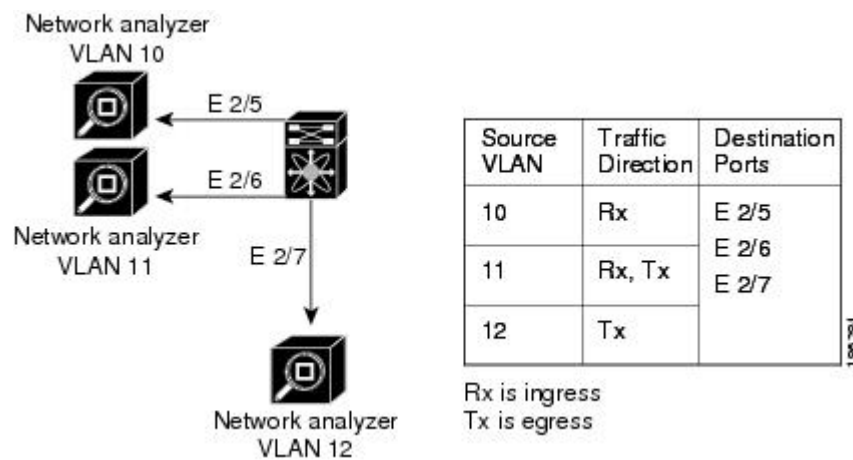 Network analyzer
VLAN 10
E 2/5
E 2/6
Network analyzer
VLAN 11
E 2/7
Network analyzer
VLAN 12
Source VLAN Traffic Direction Destination Ports
10 Rx E 2/5
E 2/6
11 Rx, Tx E 2/7
12 Tx
Rx is ingress
Tx is egress